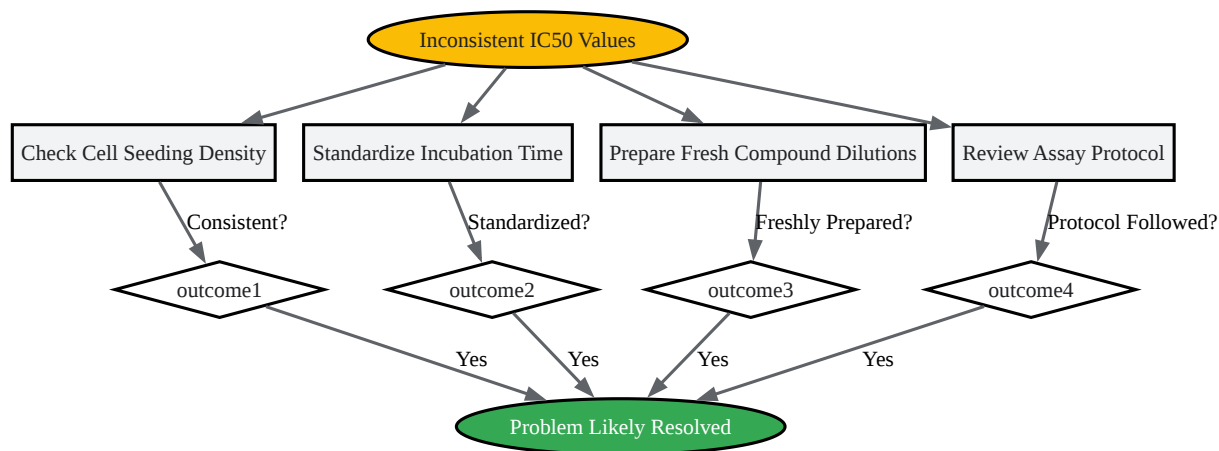 Inconsistent IC50 Values
Check Cell Seeding Density
Standardize Incubation Time
Prepare Fresh Compound Dilutions
Review Assay Protocol
Consistent?
Standardized?
Freshly Prepared?
Protocol Followed?
outcome1
outcome2
outcome3
outcome4
Yes
Yes
Yes
Yes
Problem Likely Resolved